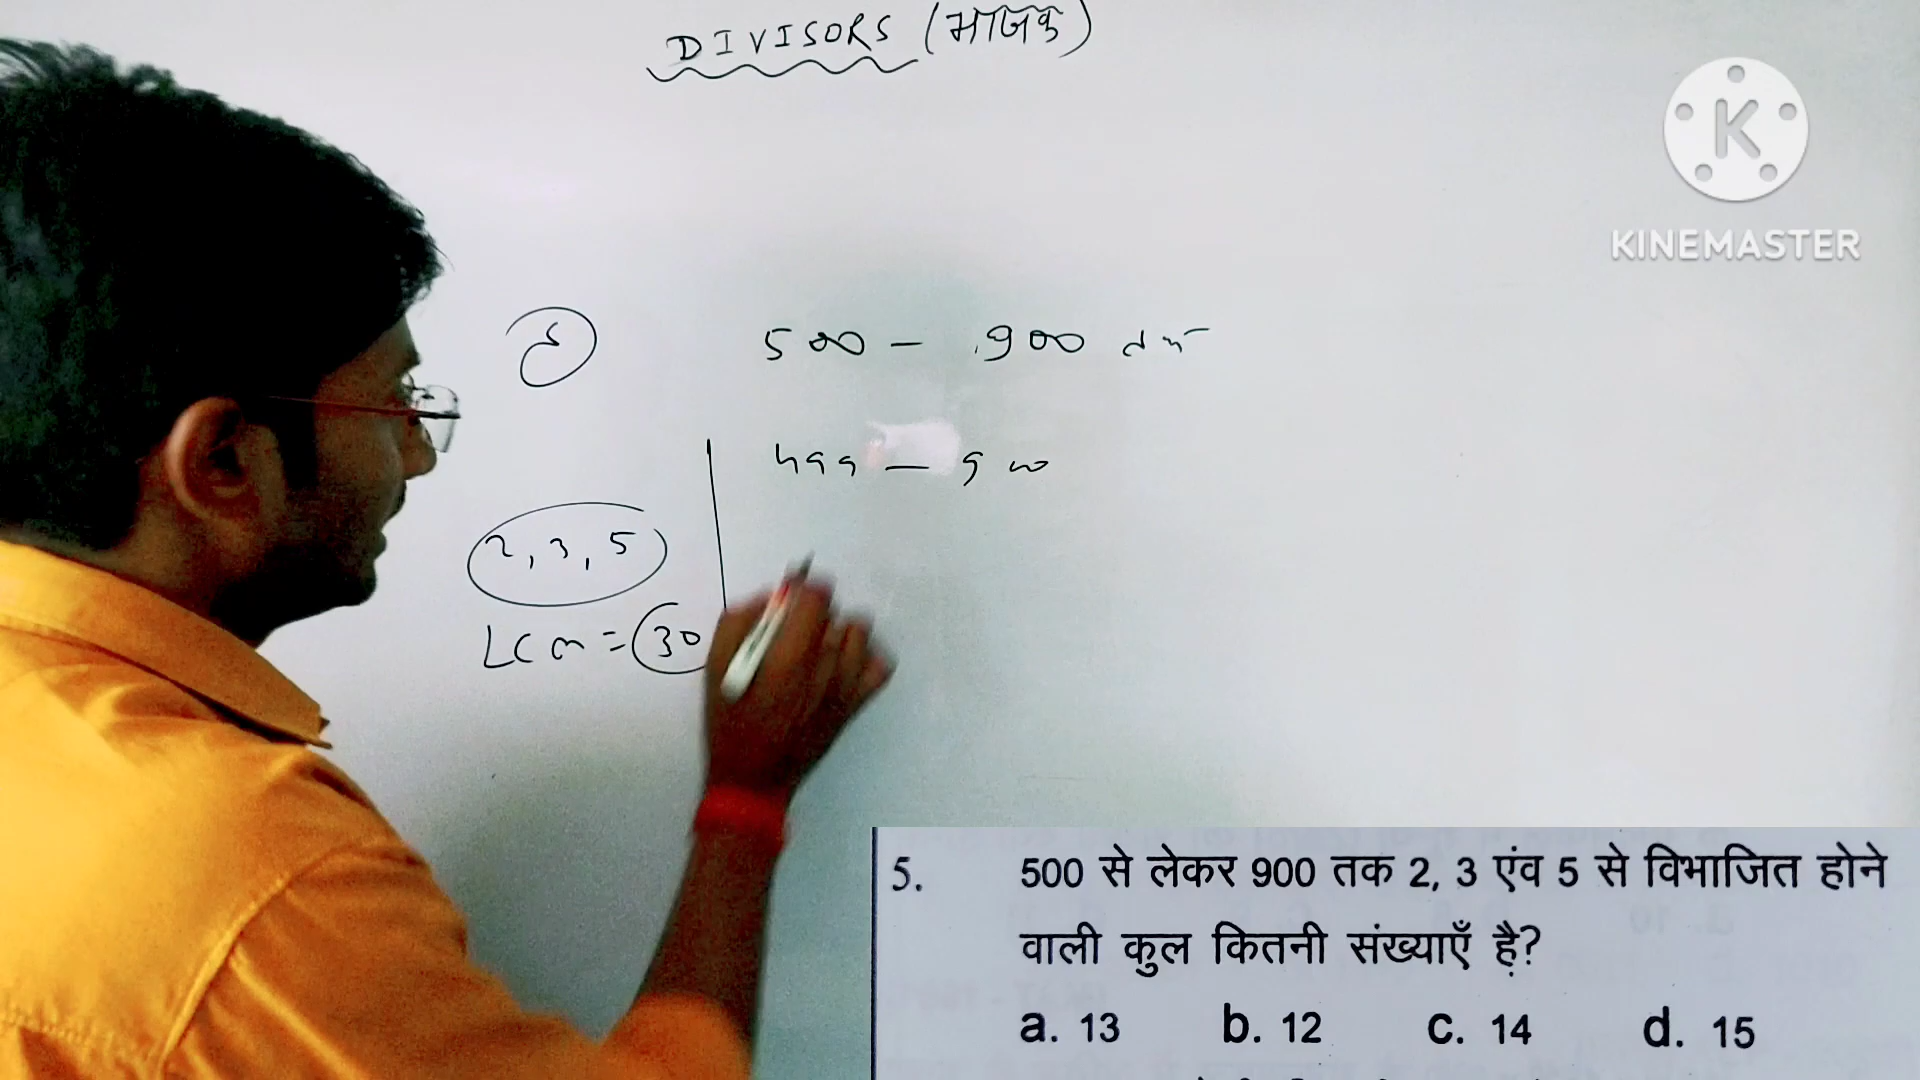 DIVISORS (भाजक)
K
KINEMASTER
500 - 900 तक
499 - 900
2, 3, 5
LCM = 30
5. 500 से लेकर 900 तक 2, 3 एंव 5 से विभाजित होने
वाली कुल कितनी संख्याएँ है?
a. 13 b. 12 c. 14 d. 15